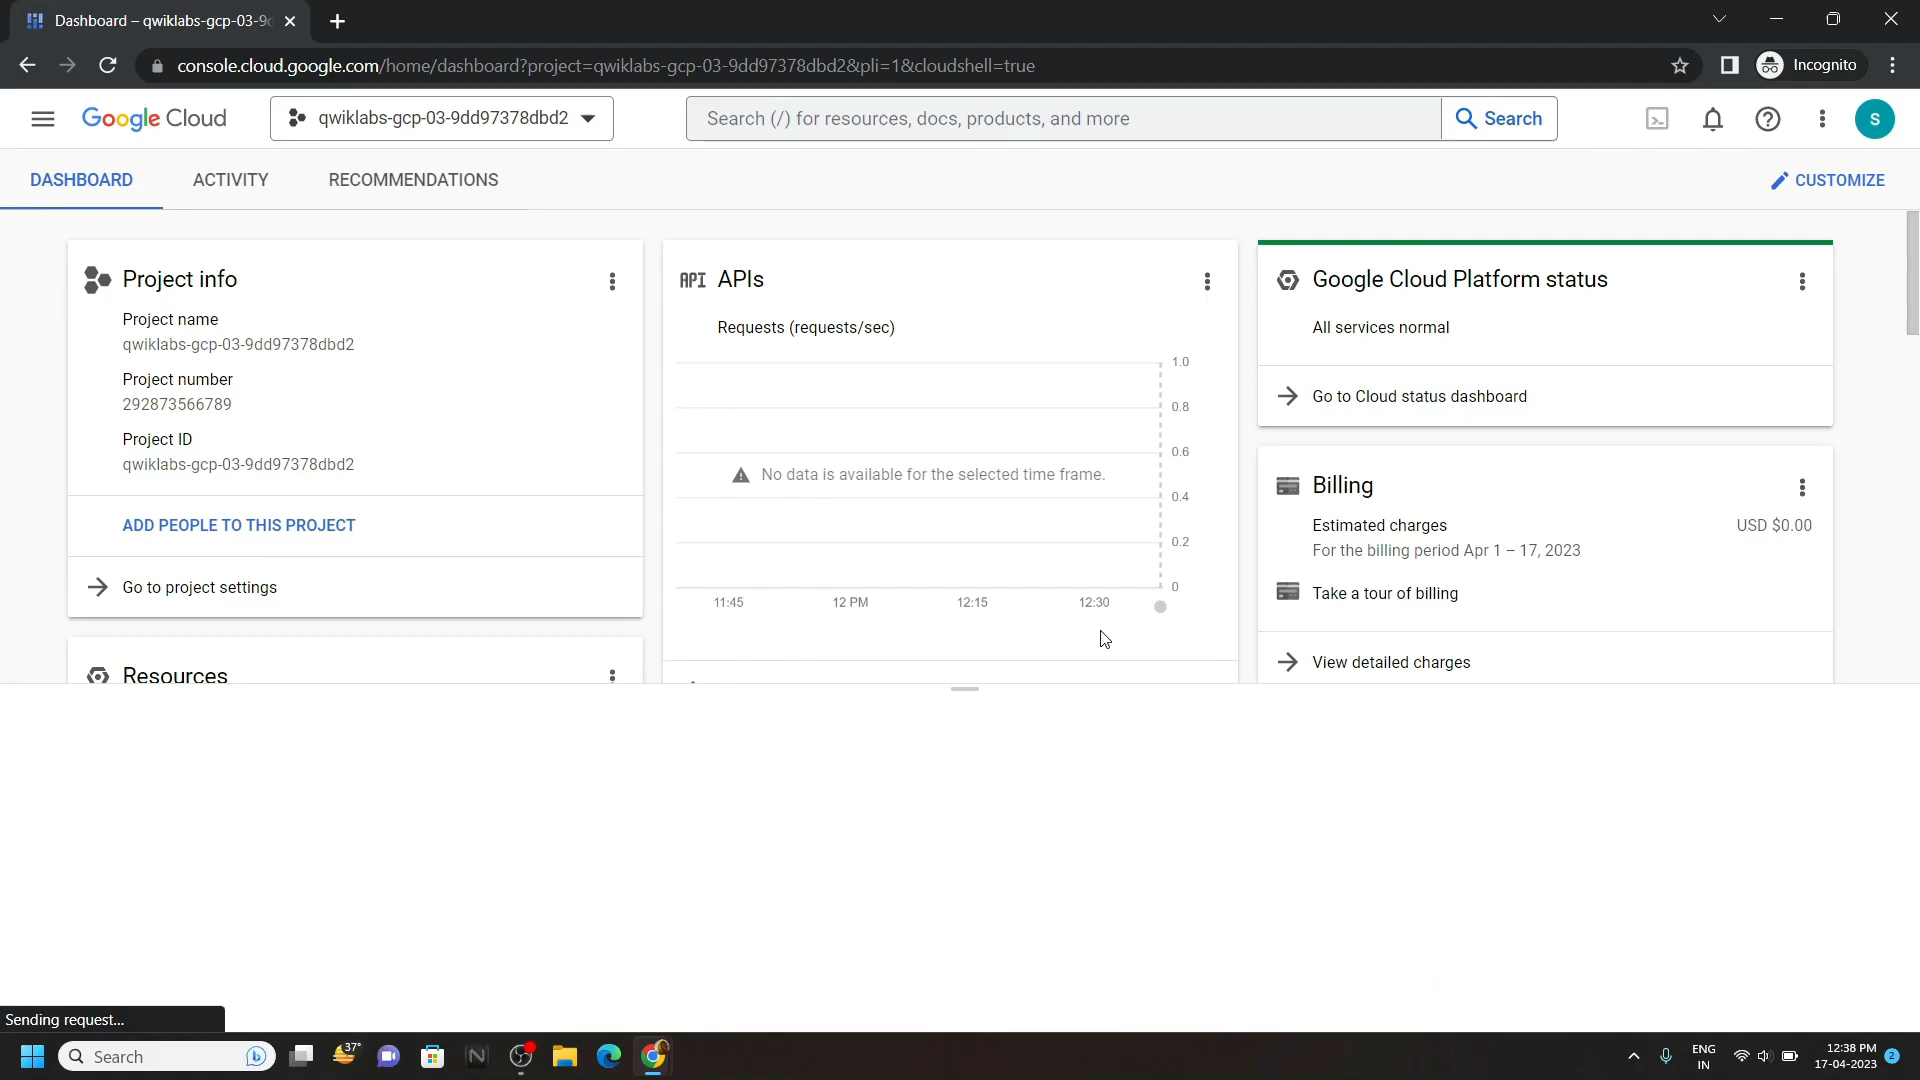 Dashboard – qwiklabs-gcp-03-9d
console.cloud.google.com/home/dashboard?project=qwiklabs-gcp-03-9dd97378dbd2&pli=1&cloudshell=true
Incognito
Google Cloud
qwiklabs-gcp-03-9dd97378dbd2
Search (/) for resources, docs, products, and more
Search
S
DASHBOARD
ACTIVITY
RECOMMENDATIONS
CUSTOMIZE
Project info
Project name
qwiklabs-gcp-03-9dd97378dbd2
Project number
292873566789
Project ID
qwiklabs-gcp-03-9dd97378dbd2
ADD PEOPLE TO THIS PROJECT
Go to project settings
Resources
API APIs
Requests (requests/sec)
1.0
0.8
0.6
No data is available for the selected time frame.
0.4
0.2
0
11:45
12 PM
12:15
12:30
Google Cloud Platform status
All services normal
Go to Cloud status dashboard
Billing
Estimated charges
USD $0.00
For the billing period Apr 1 – 17, 2023
Take a tour of billing
View detailed charges
Sending request...
Search
37°
ENG
IN
12:38 PM
17-04-2023
2